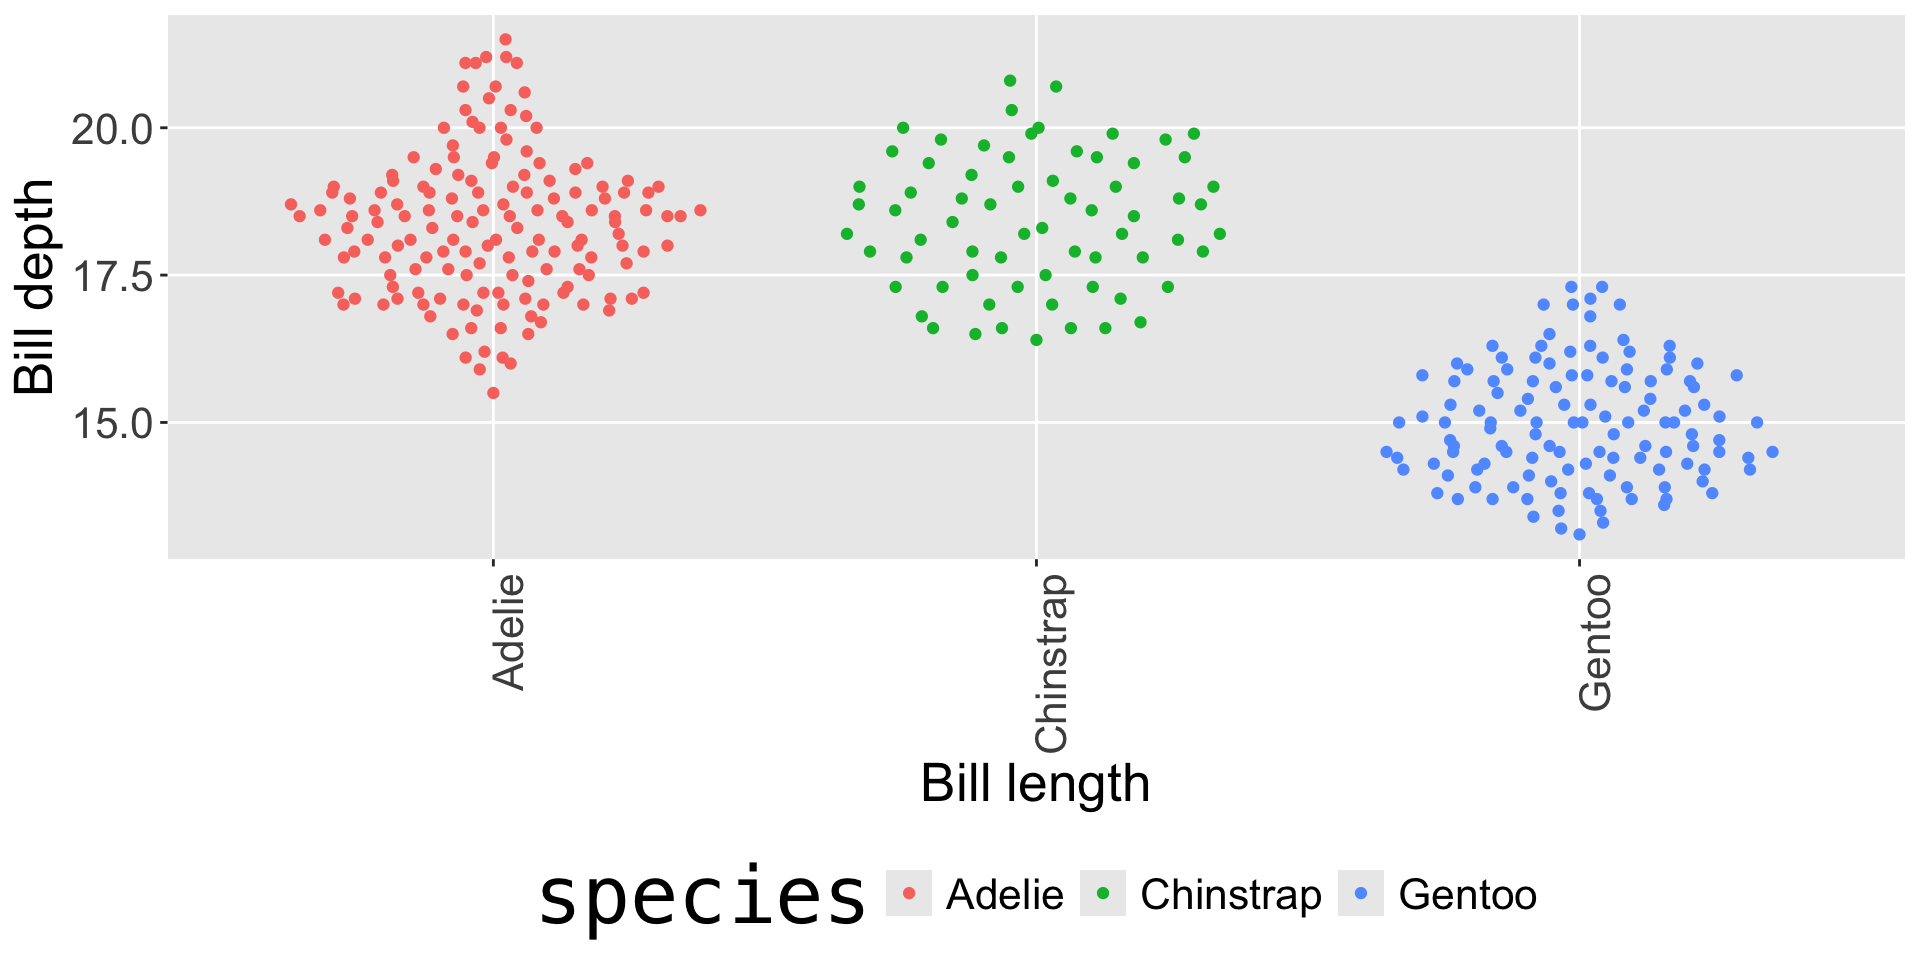 Bill depth
20.0
17.5
15.0
Adelie
Chinstrap
Gentoo
Bill length
species Adelie Chinstrap Gentoo